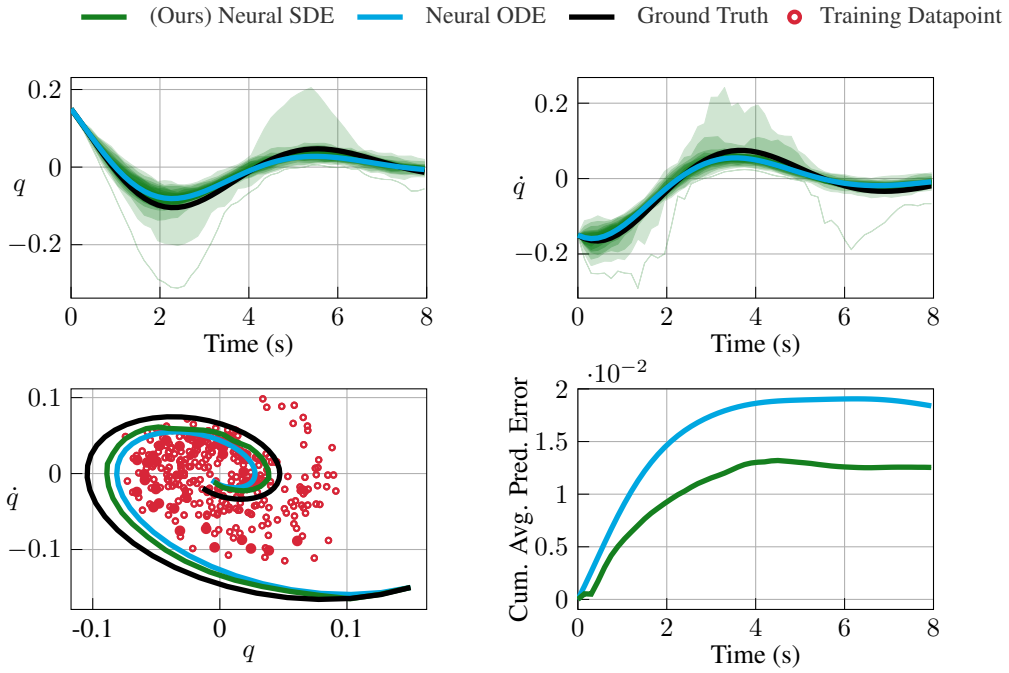 (Ours) Neural SDE Neural ODE Ground Truth Training Datapoint
0.2
0
−0.2
q
0 2 4 6 8
Time (s)
0.2
0
−0.2
q̇
0 2 4 6 8
Time (s)
0.1
0
−0.1
q̇
-0.1 0 0.1
q
·10⁻²
2
1.5
1
0.5
0
Cum. Avg. Pred. Error
0 2 4 6 8
Time (s)